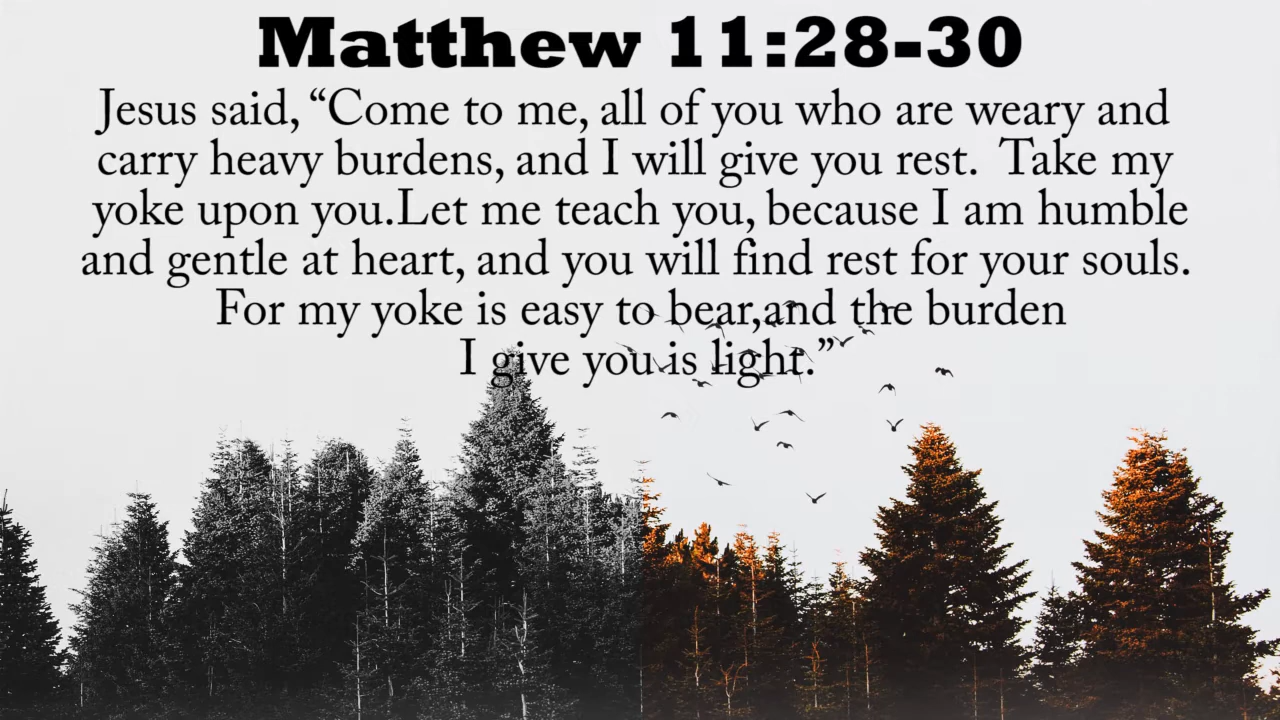 Matthew 11:28-30
Jesus said, “Come to me, all of you who are weary and
carry heavy burdens, and I will give you rest.  Take my
yoke upon you.Let me teach you, because I am humble
and gentle at heart, and you will find rest for your souls.
For my yoke is easy to bear,and the burden
I give you is light.”